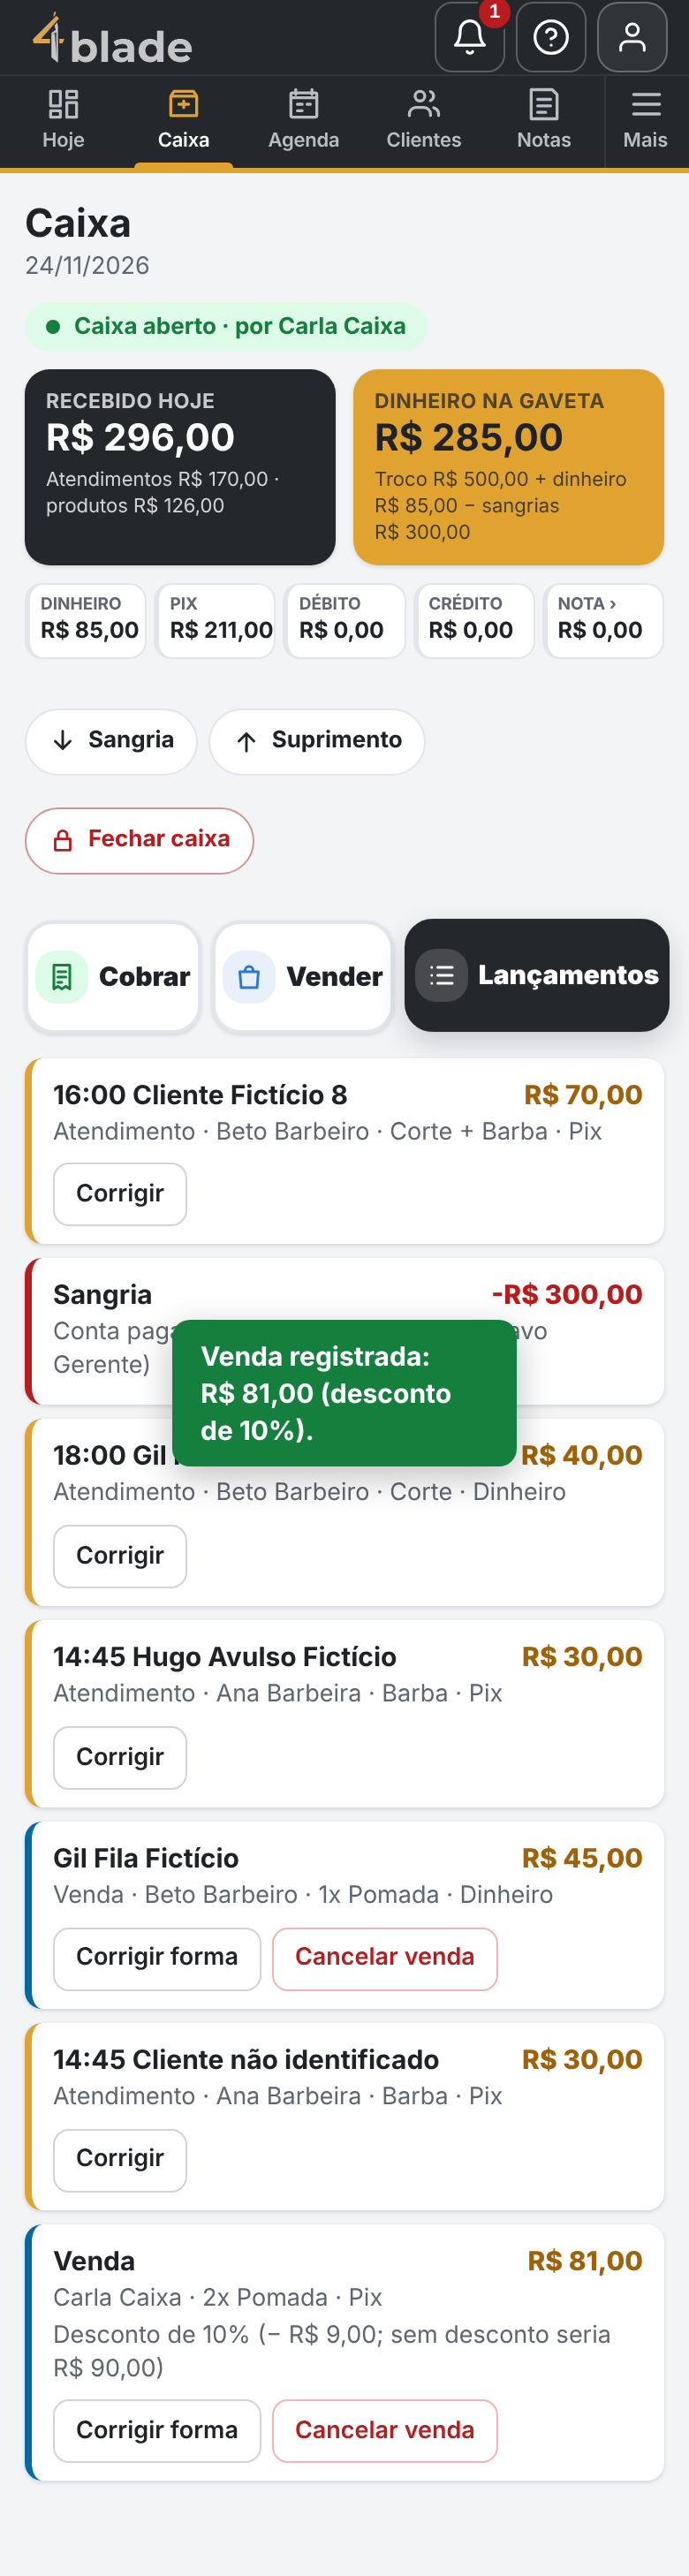 4blade
1
Hoje
Caixa
Agenda
Clientes
Notas
Mais
Caixa
24/11/2026
Caixa aberto · por Carla Caixa
RECEBIDO HOJE
R$ 296,00
Atendimentos R$ 170,00 ·
produtos R$ 126,00
DINHEIRO NA GAVETA
R$ 285,00
Troco R$ 500,00 + dinheiro
R$ 85,00 − sangrias
R$ 300,00
DINHEIRO
R$ 85,00
PIX
R$ 211,00
DÉBITO
R$ 0,00
CRÉDITO
R$ 0,00
NOTA ›
R$ 0,00
Sangria
Suprimento
Fechar caixa
Cobrar
Vender
Lançamentos
16:00 Cliente Fictício 8
R$ 70,00
Atendimento · Beto Barbeiro · Corte + Barba · Pix
Corrigir
Sangria
-R$ 300,00
Conta
Gerente)
Venda registrada:
R$ 81,00 (desconto
de 10%).
18:00 Gil
R$ 40,00
Atendimento · Beto Barbeiro · Corte · Dinheiro
Corrigir
14:45 Hugo Avulso Fictício
R$ 30,00
Atendimento · Ana Barbeira · Barba · Pix
Corrigir
Gil Fila Fictício
R$ 45,00
Venda · Beto Barbeiro · 1x Pomada · Dinheiro
Corrigir forma
Cancelar venda
14:45 Cliente não identificado
R$ 30,00
Atendimento · Ana Barbeira · Barba · Pix
Corrigir
Venda
R$ 81,00
Carla Caixa · 2x Pomada · Pix
Desconto de 10% (− R$ 9,00; sem desconto seria
R$ 90,00)
Corrigir forma
Cancelar venda